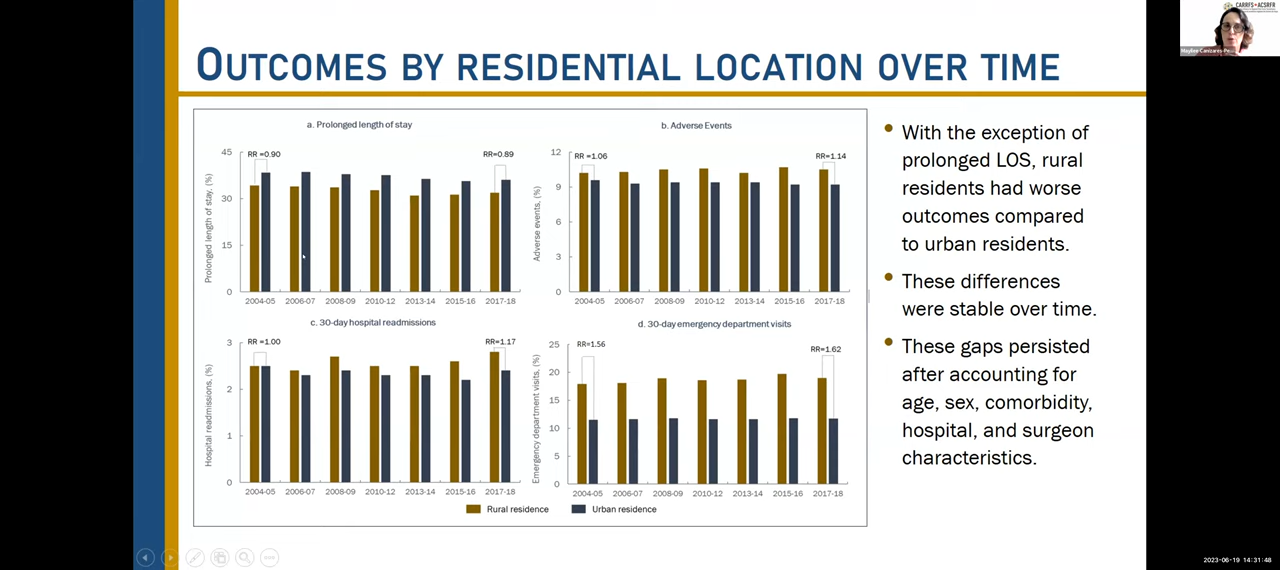 CARRFS • ACSRFR
OUTCOMES BY RESIDENTIAL LOCATION OVER TIME
a. Prolonged length of stay
RR =0.90
RR=0.89
Prolonged length of stay, (%)
45
30
15
0
2004-05 2006-07 2008-09 2010-12 2013-14 2015-16 2017-18
b. Adverse Events
RR =1.06
RR=1.14
Adverse events, (%)
12
9
6
3
0
2004-05 2006-07 2008-09 2010-12 2013-14 2015-16 2017-18
c. 30-day hospital readmissions
RR =1.00
RR=1.17
Hospital readmissions, (%)
3
2
1
0
2004-05 2006-07 2008-09 2010-12 2013-14 2015-16 2017-18
d. 30-day emergency department visits
RR=1.56
RR=1.62
Emergency department visits, (%)
25
20
15
10
5
0
2004-05 2006-07 2008-09 2010-12 2013-14 2015-16 2017-18
Rural residence Urban residence
• With the exception of
prolonged LOS, rural
residents had worse
outcomes compared
to urban residents.
• These differences
were stable over time.
• These gaps persisted
after accounting for
age, sex, comorbidity,
hospital, and surgeon
characteristics.
2023-06-19 14:31:48